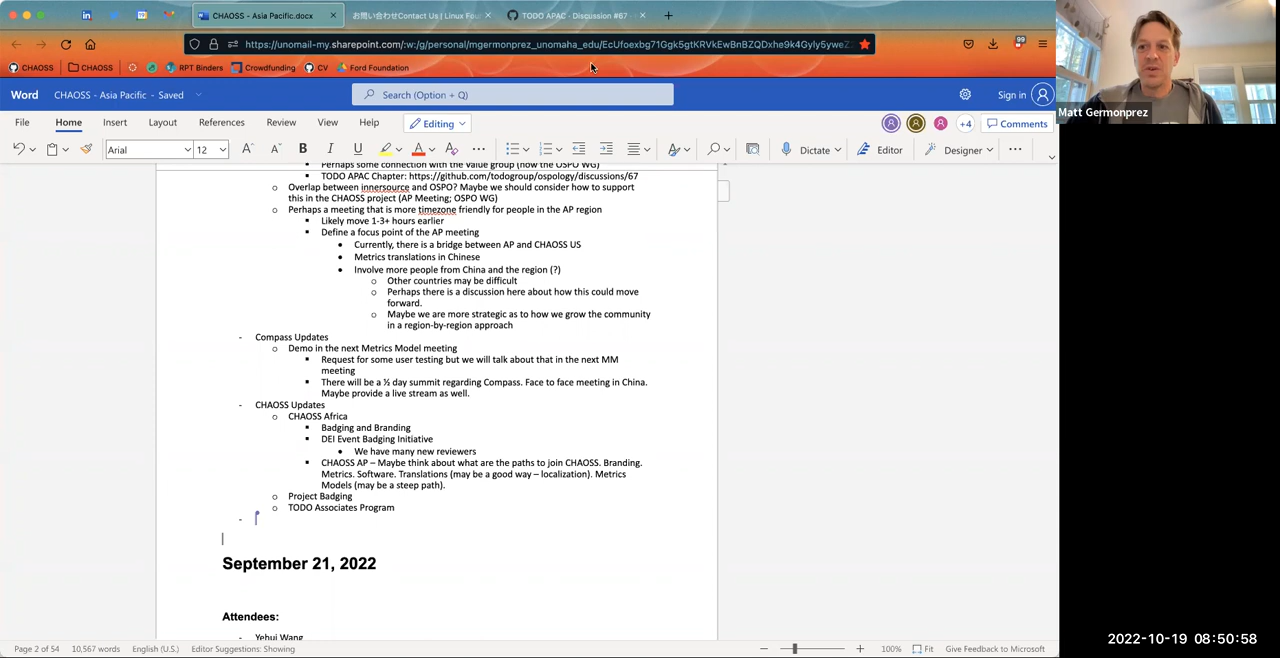 CHAOSS - Asia Pacific.docx
お問い合わせContact Us | Linux Fou
TODO APAC · Discussion #67 ·
https://unomail-my.sharepoint.com/:w:/g/personal/mgermonprez_unomaha_edu/EcUfoexbg71Ggk5gtKRVkEwBnBZQDxhe9k4Gyly5yweZ
99
CHAOSS
CHAOSS
RPT Binders
Crowdfunding
CV
Ford Foundation
Matt Germonprez
Word
CHAOSS - Asia Pacific - Saved
Search (Option + Q)
Sign in
File
Home
Insert
Layout
References
Review
View
Help
Editing
+4
Comments
Arial
12
B
I
U
A
Dictate
Editor
Designer
Perhaps some connection with the value group (now the OSPO WG)
TODO APAC Chapter: https://github.com/todogroup/ospology/discussions/67
Overlap between innersource and OSPO? Maybe we should consider how to support
this in the CHAOSS project (AP Meeting; OSPO WG)
Perhaps a meeting that is more timezone friendly for people in the AP region
Likely move 1-3+ hours earlier
Define a focus point of the AP meeting
Currently, there is a bridge between AP and CHAOSS US
Metrics translations in Chinese
Involve more people from China and the region (?)
Other countries may be difficult
Perhaps there is a discussion here about how this could move
forward.
Maybe we are more strategic as to how we grow the community
in a region-by-region approach
- Compass Updates
Demo in the next Metrics Model meeting
Request for some user testing but we will talk about that in the next MM
meeting
There will be a ½ day summit regarding Compass. Face to face meeting in China.
Maybe provide a live stream as well.
- CHAOSS Updates
CHAOSS Africa
Badging and Branding
DEI Event Badging Initiative
We have many new reviewers
CHAOSS AP – Maybe think about what are the paths to join CHAOSS. Branding.
Metrics. Software. Translations (may be a good way – localization). Metrics
Models (may be a steep path).
Project Badging
TODO Associates Program
-
September 21, 2022
Attendees:
- Yehui Wang
Page 2 of 54
10,567 words
English (U.S.)
Editor Suggestions: Showing
100%
Fit
Give Feedback to Microsoft
2022-10-19 08:50:58